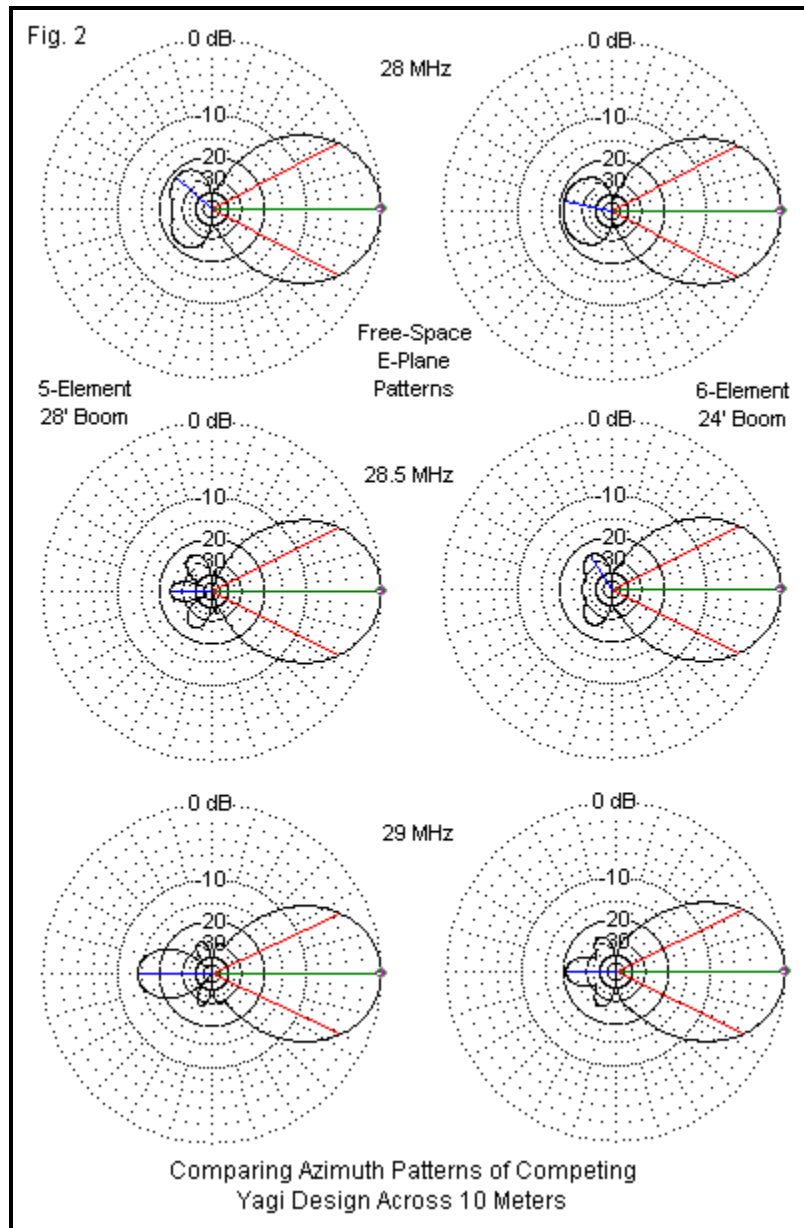 Fig. 2
0 dB
0 dB
28 MHz
-10
-10
20
20
30
30
Free-Space
E-Plane
Patterns
5-Element
28' Boom
6-Element
24' Boom
0 dB
0 dB
28.5 MHz
-10
-10
20
20
30
30
0 dB
0 dB
29 MHz
-10
-10
20
20
30
30
Comparing Azimuth Patterns of Competing
Yagi Design Across 10 Meters